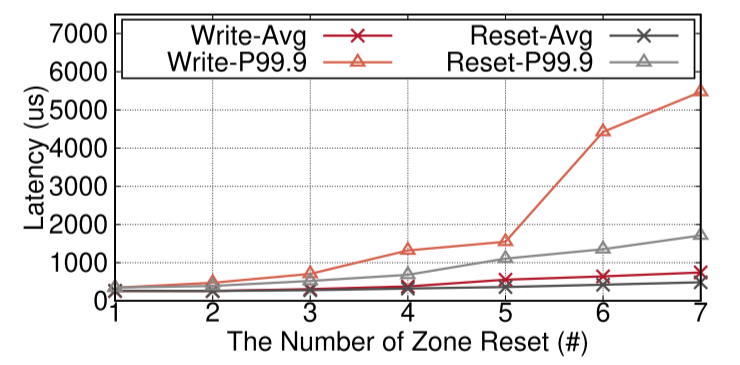 Write-Avg
Reset-Avg
Write-P99.9
Reset-P99.9
7000
6000
5000
4000
3000
2000
1000
0
Latency (us)
1 2 3 4 5 6 7
The Number of Zone Reset (#)